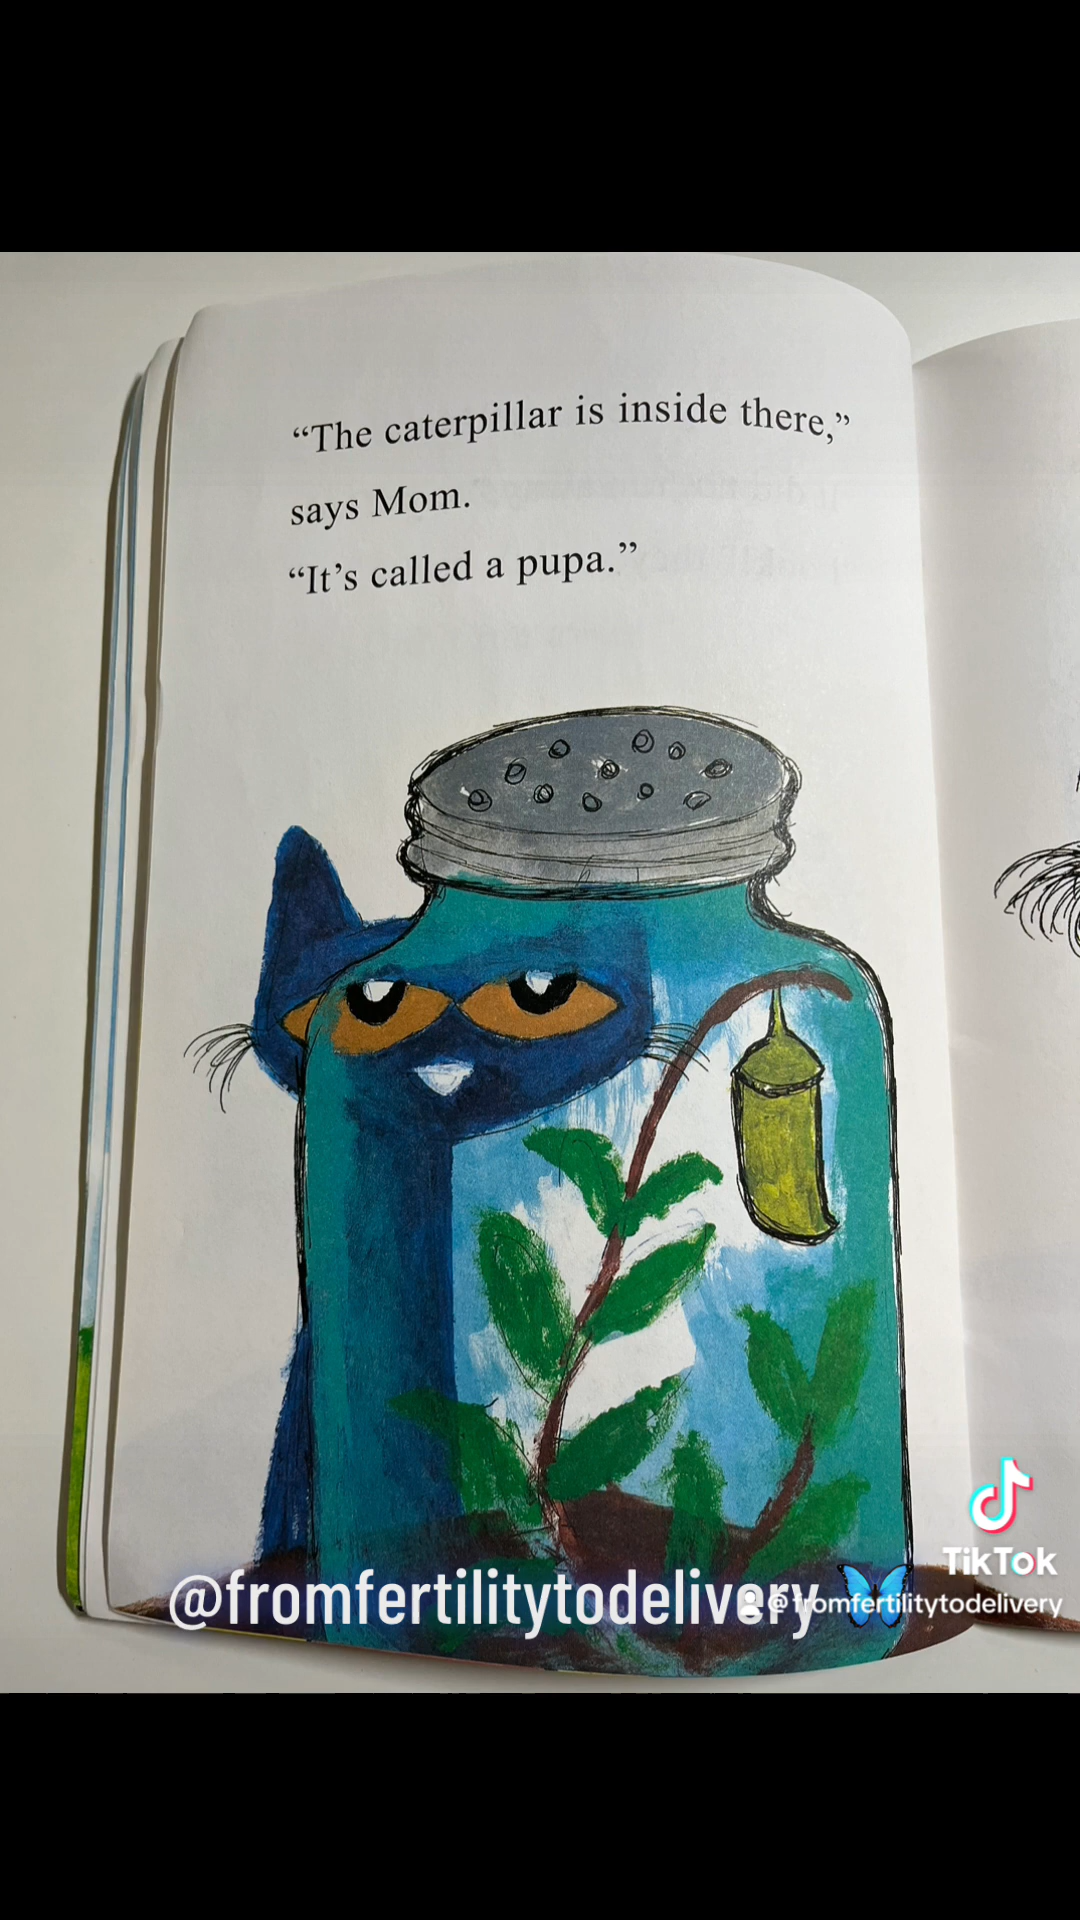 “The caterpillar is inside there,”
says Mom.
“It’s called a pupa.”
TikTok
@fromfertilitytodelivery
@fromfertilitytodelivery